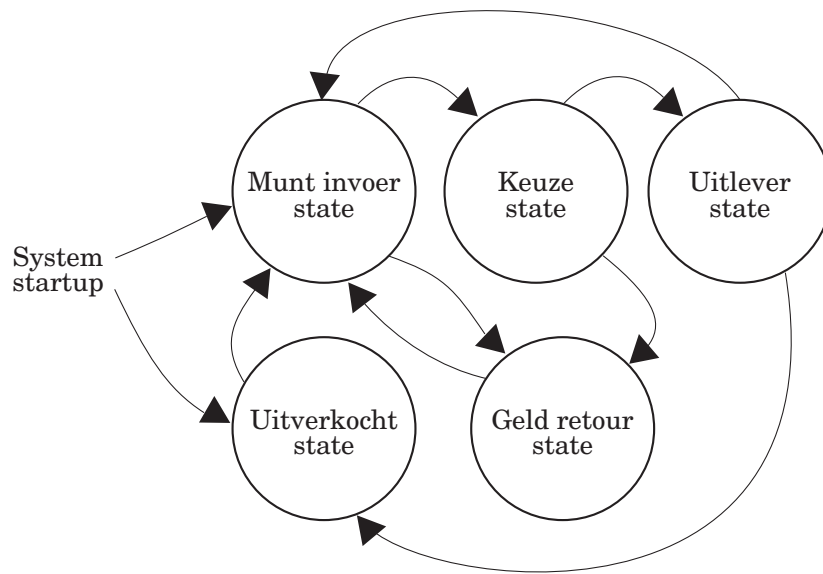 Munt invoer
state
Keuze
state
Uitlever
state
System
startup
Uitverkocht
state
Geld retour
state